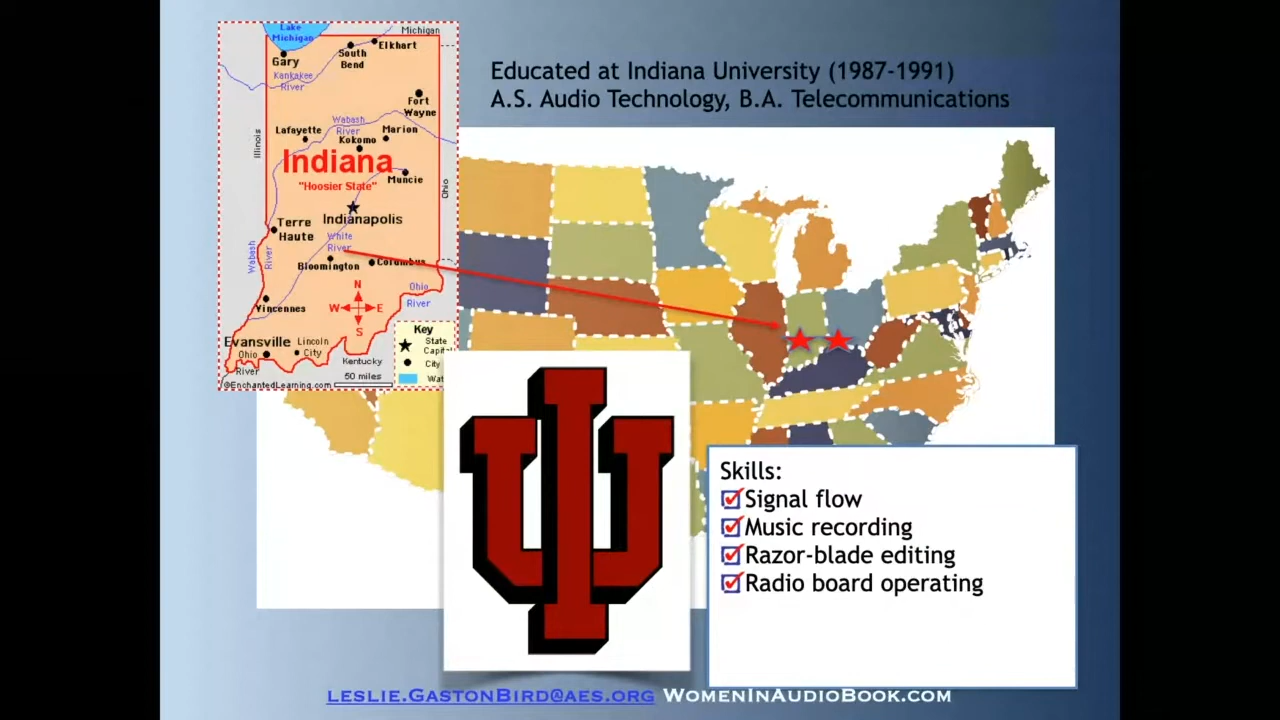 Educated at Indiana University (1987-1991)
A.S. Audio Technology, B.A. Telecommunications
Lake
Michigan
Michigan
Gary
South
Bend
Elkhart
Kankakee
River
Fort
Wayne
Wabash
River
Lafayette
Kokomo
Marion
Illinois
Indiana
"Hoosier State"
Muncie
Ohio
Indianapolis
Terre
Haute
White
River
Wabash
River
Bloomington
Columbus
N
W
E
S
Ohio
River
Vincennes
Evansville
Lincoln
City
Ohio
River
Kentucky
50 miles
©EnchantedLearning.com
Key
State
Capital
City
Wat
Skills:
Signal flow
Music recording
Razor-blade editing
Radio board operating
LESLIE.GASTONBIRD@AES.ORG WOMENINAUDIOBOOK.COM